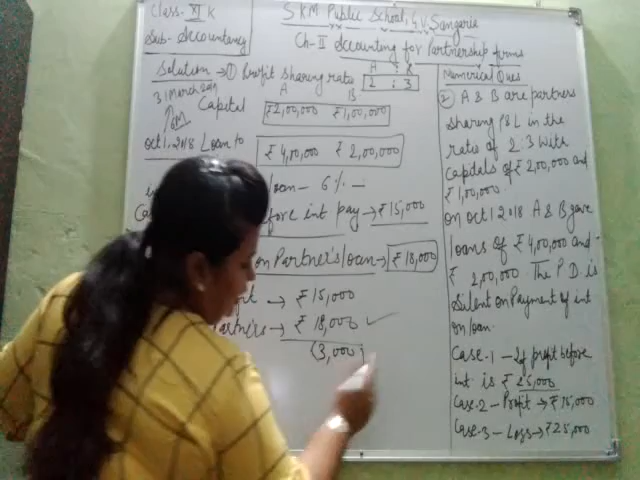 Class- XI K
Sub- Accountancy
SKM Public School, G.V. Sangaria
Ch-II Accounting for Partnership firms
Solution → ① Profit sharing ratio
A : B
2 : 3
31 March 2019
A B
Capital ₹2,00,000 ₹1,00,000
6M
Oct 1, 2018 Loan to
₹ 4,00,000 ₹ 2,00,000
loan - 6% -
before int pay → ₹15,000
on Partner's loan → ₹18,000
→ ₹15,000
Partner's → ₹ 18,000 ✓
(3,000)
Numerical Ques
② A & B are partners
sharing P&L in the
ratio of 2:3 with
capitals of ₹ 2,00,000 and
₹1,00,000.
on Oct 1 2018 A & B gave
loans of ₹ 4,00,000 and
₹ 2,00,000 The P D is
silent on Payment of int
on loan.
Case-1 - If profit before
int is ₹ 25,000
Case-2 - Profit → ₹15,000
Case-3 - Loss → ₹25,000